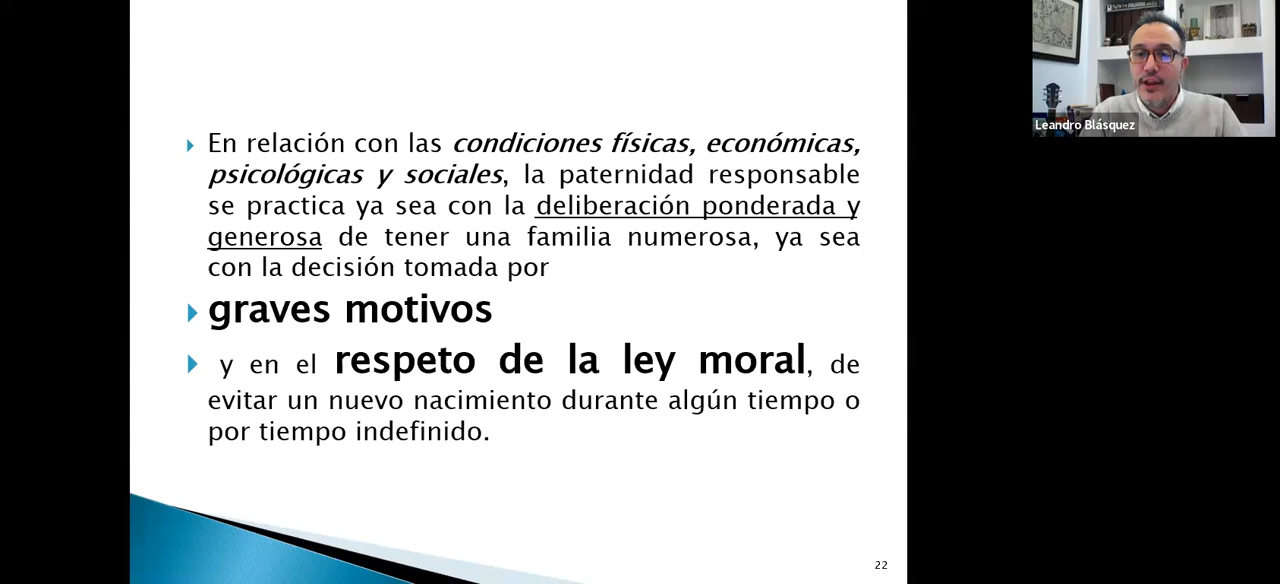 En relación con las condiciones físicas, económicas,
psicológicas y sociales, la paternidad responsable
se practica ya sea con la deliberación ponderada y
generosa de tener una familia numerosa, ya sea
con la decisión tomada por
graves motivos
y en el respeto de la ley moral, de
evitar un nuevo nacimiento durante algún tiempo o
por tiempo indefinido.
22
Leandro Blásquez